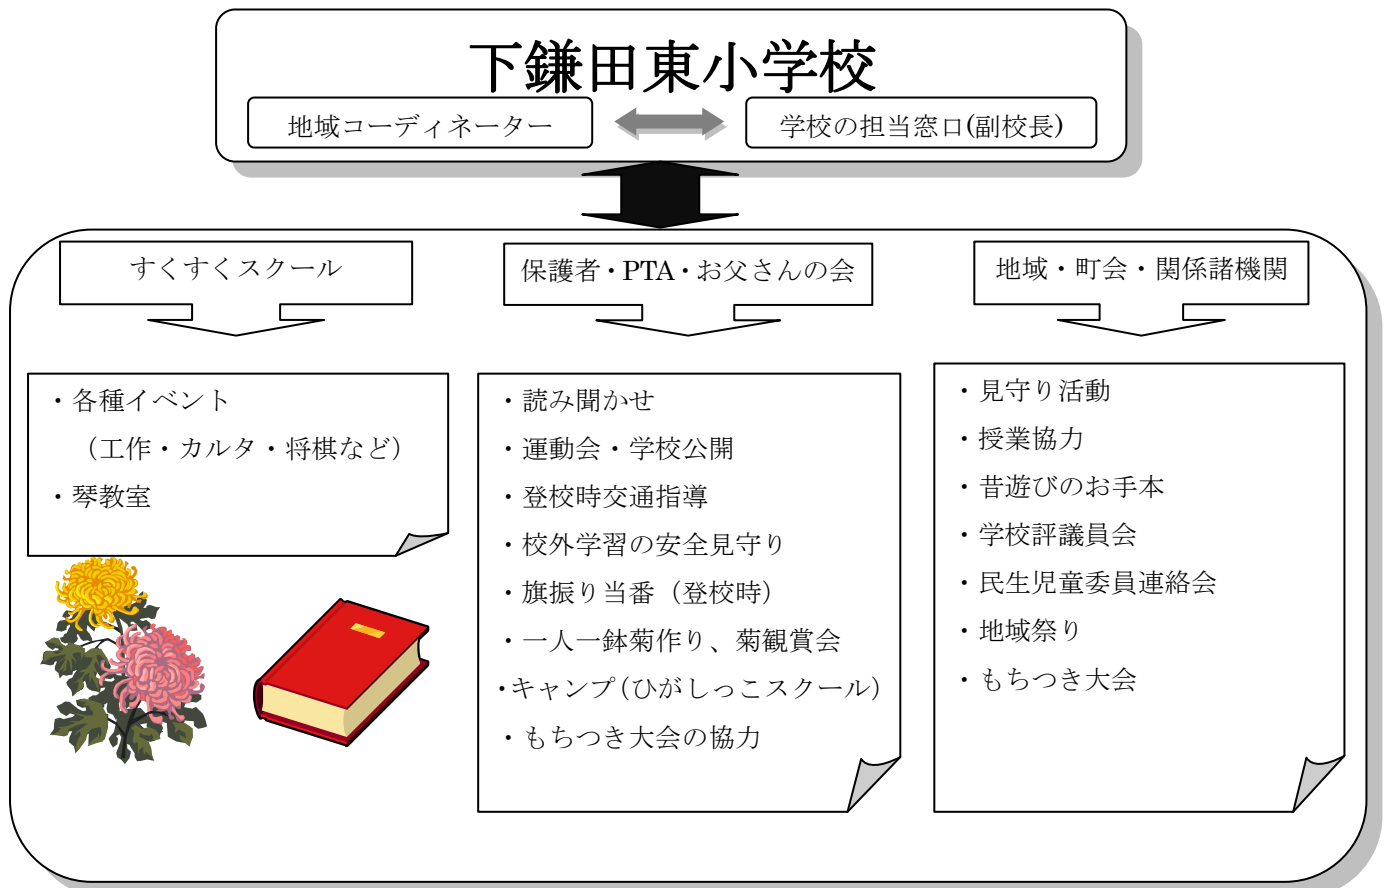 下鎌田東小学校
地域コーディネーター
学校の担当窓口(副校長)
すくすくスクール
・各種イベント
（工作・カルタ・将棋など）
・琴教室
保護者・PTA・お父さんの会
・読み聞かせ
・運動会・学校公開
・登校時交通指導
・校外学習の安全見守り
・旗振り当番（登校時）
・一人一鉢菊作り、菊観賞会
・キャンプ（ひがしっこスクール）
・もちつき大会の協力
地域・町会・関係諸機関
・見守り活動
・授業協力
・昔遊びのお手本
・学校評議員会
・民生児童委員連絡会
・地域祭り
・もちつき大会